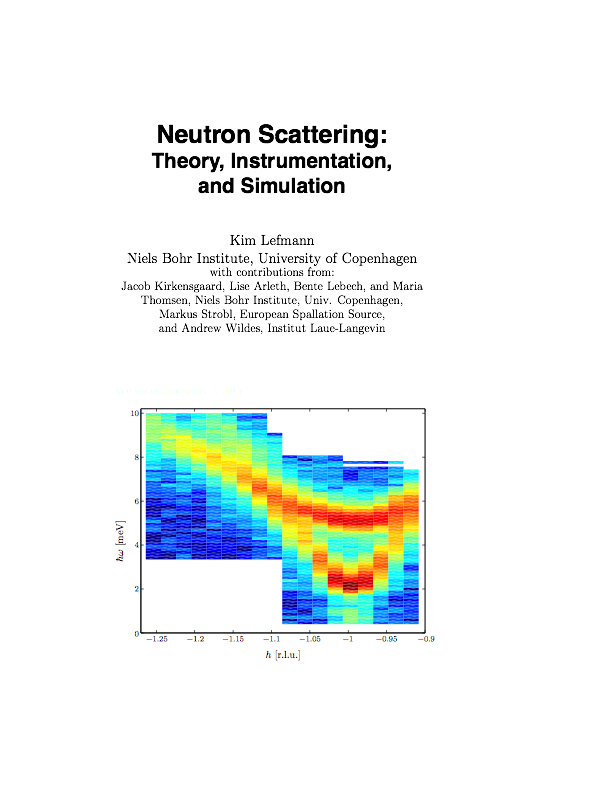 Neutron Scattering:
Theory, Instrumentation,
and Simulation
Kim Lefmann
Niels Bohr Institute, University of Copenhagen
with contributions from:
Jacob Kirkensgaard, Lise Arleth, Bente Lebech, and Maria
Thomsen, Niels Bohr Institute, Univ. Copenhagen,
Markus Strobl, European Spallation Source,
and Andrew Wildes, Institut Laue-Langevin
10
8
6
4
2
0
ħω [meV]
−1.25 −1.2 −1.15 −1.1 −1.05 −1 −0.95 −0.9
h [r.l.u.]